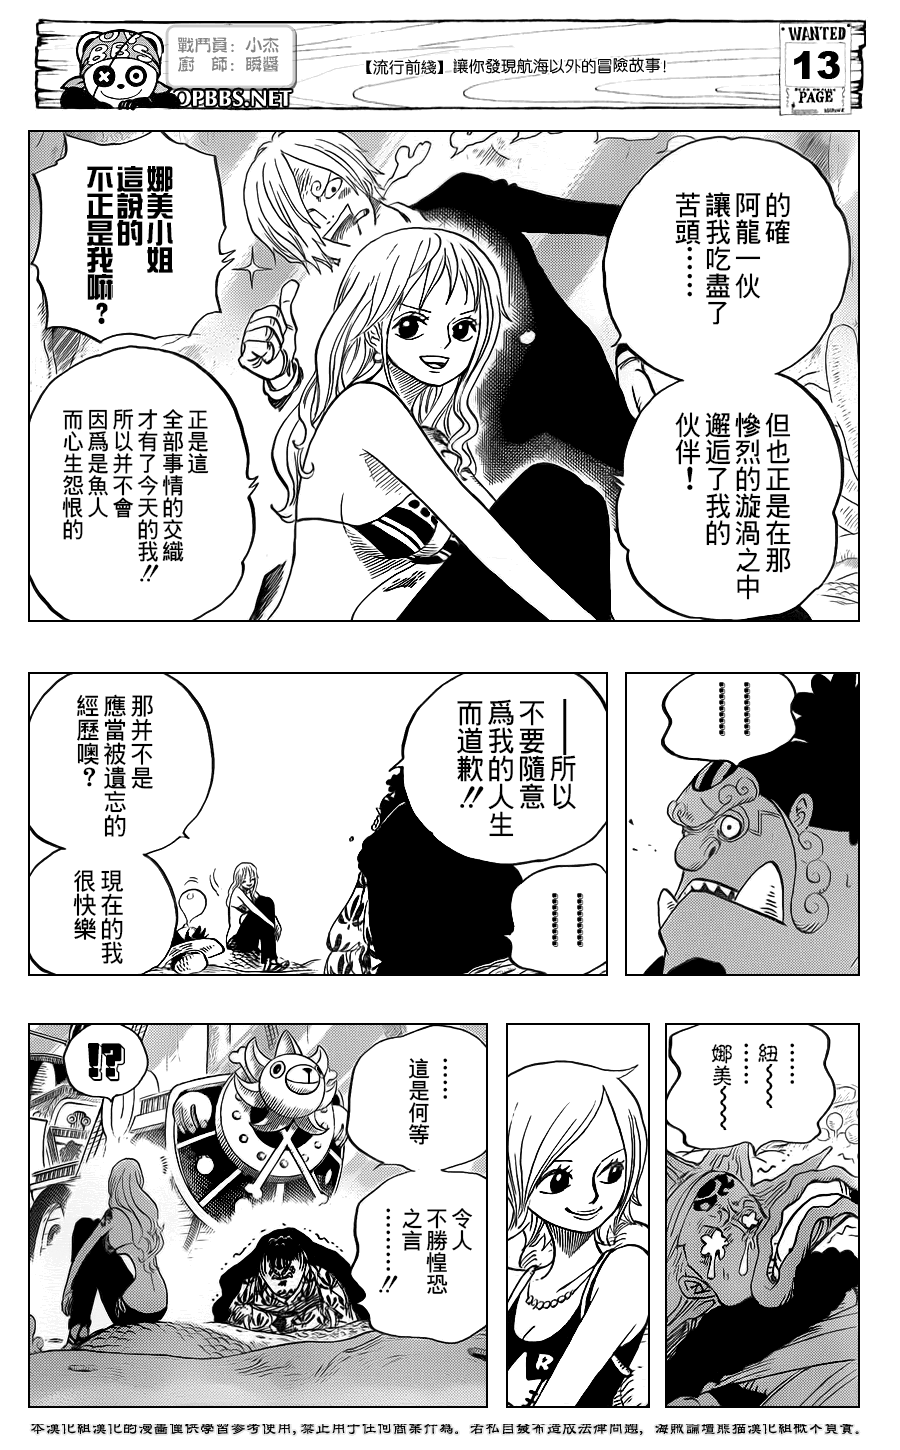 戰鬥員：小杰
廚　師：瞬醬
OPBBS.NET
【流行前綫】讓你發現航海以外的冒險故事！
WANTED
13
PAGE
的確
阿龍一伙
讓我吃盡了
苦頭……
但也正是在那
慘烈的漩渦之中
邂逅了我的
伙伴！
娜美小姐
這說的
不正是我嘛？
正是這
全部事情的交織
才有了今天的我!!
所以并不會
因爲是魚人
而心生怨恨的
……
……
——所以
不要隨意
爲我的人生
而道歉!!
……
……
那并不是
應當被遺忘的
經歷噢？
現在的我
很快樂
……
紐～～
……
娜美～～
R
……
這是何等
令人
不勝惶恐
之言
……!!
!?
本漢化組漢化的漫畫僅供學習參考使用，禁止用于任何商業行為。若私自發布造成法律問題，海賊論壇熊猫漢化組概不負責。